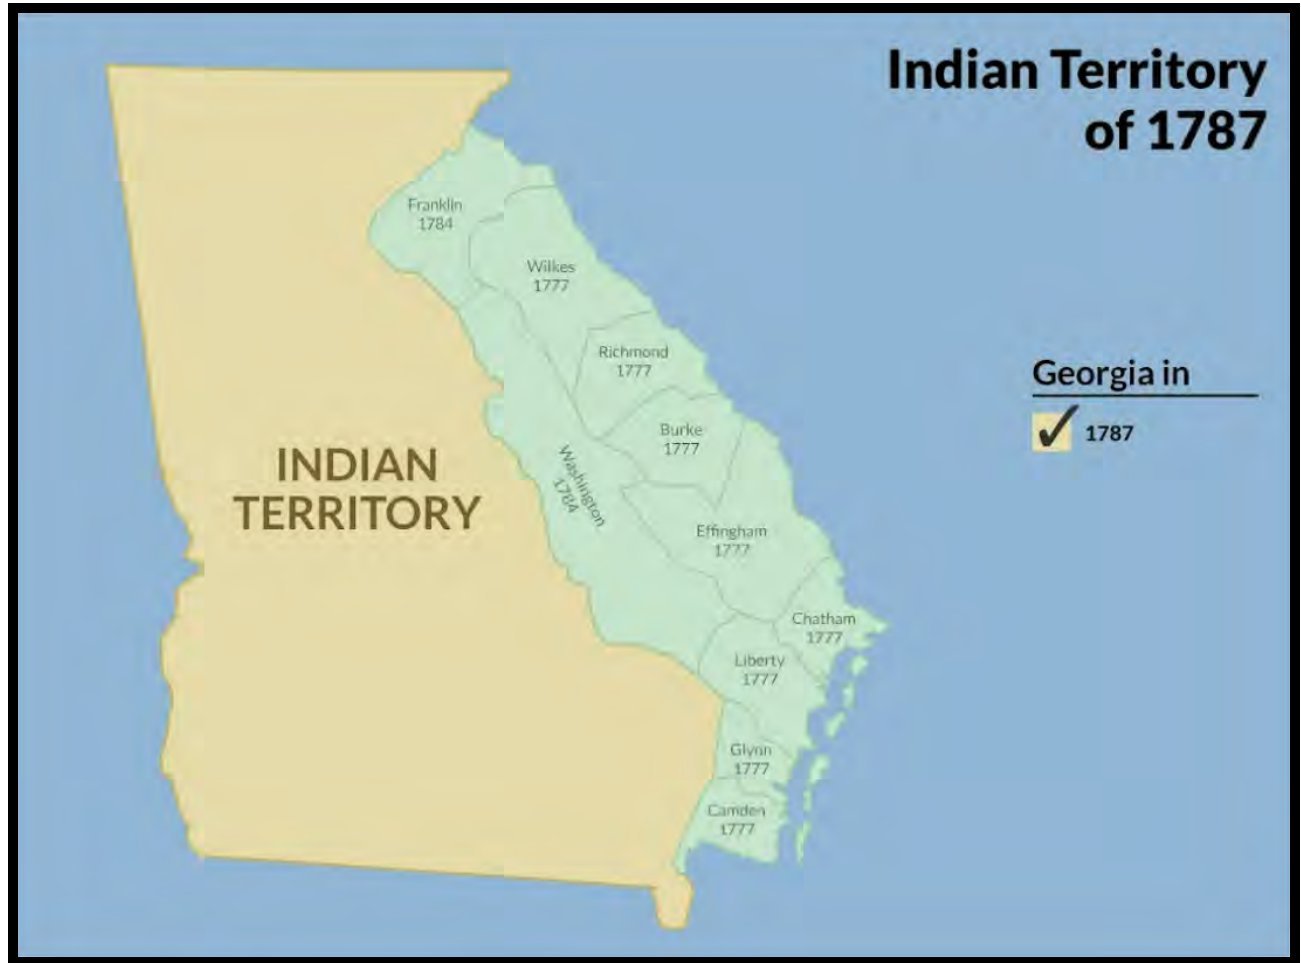 Indian Territory
of 1787
Franklin
1784
Wilkes
1777
Richmond
1777
Burke
1777
Washington
1784
INDIAN
TERRITORY
Effingham
1777
Chatham
1777
Liberty
1777
Glynn
1777
Camden
1777
Georgia in
1787